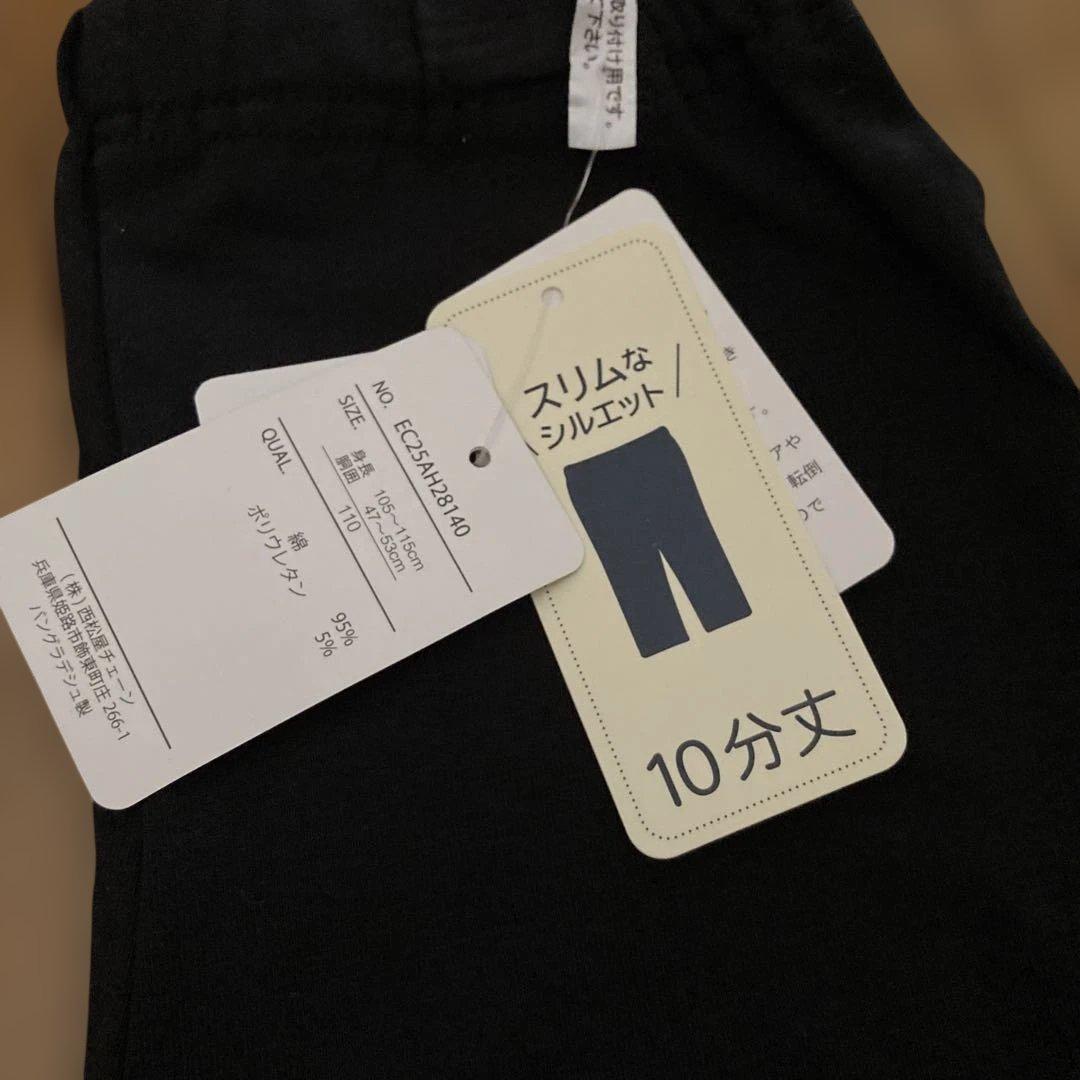 取り付け用です。
て下さい。
スリムな
シルエット
10分丈
NO. EC25AH28140
SIZE. 身長 105～115cm
胴囲 47～53cm
110
QUAL. 綿 95%
ポリウレタン 5%
(株)西松屋チェーン
兵庫県姫路市飾東町庄 266-1
バングラデシュ製
。
アや
転倒
ので